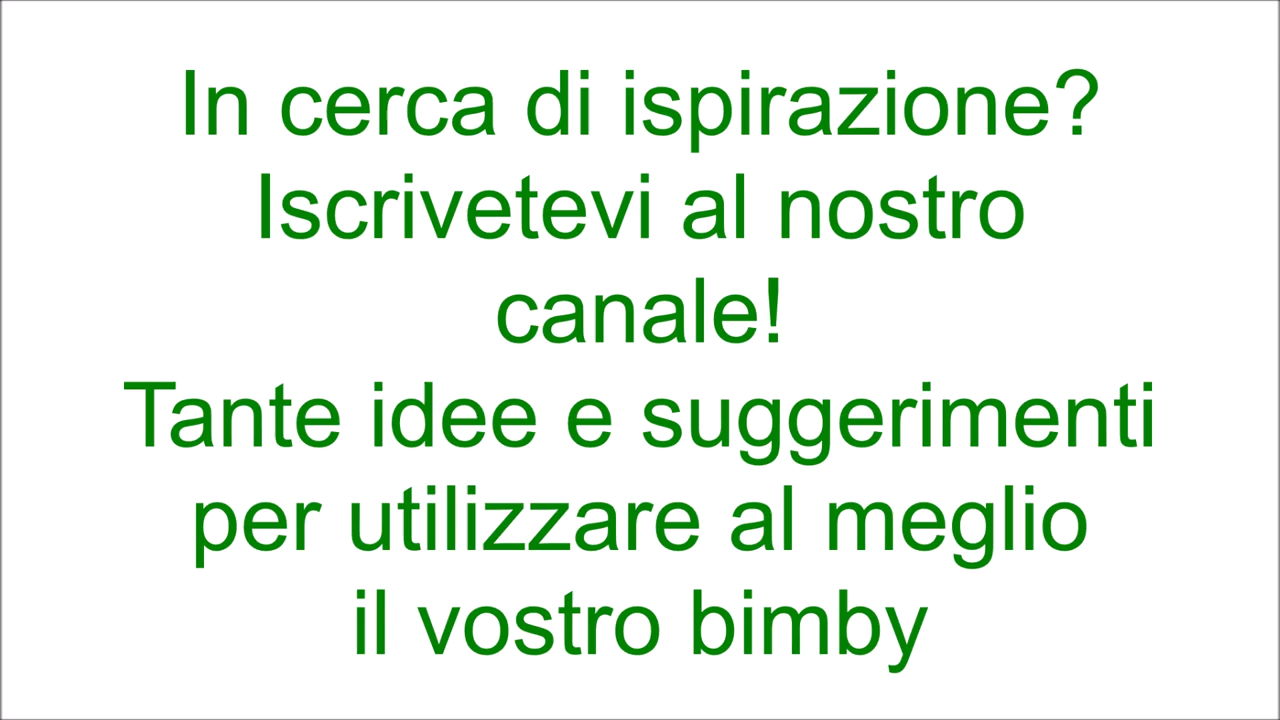 In cerca di ispirazione?
Iscrivetevi al nostro
canale!
Tante idee e suggerimenti
per utilizzare al meglio
il vostro bimby